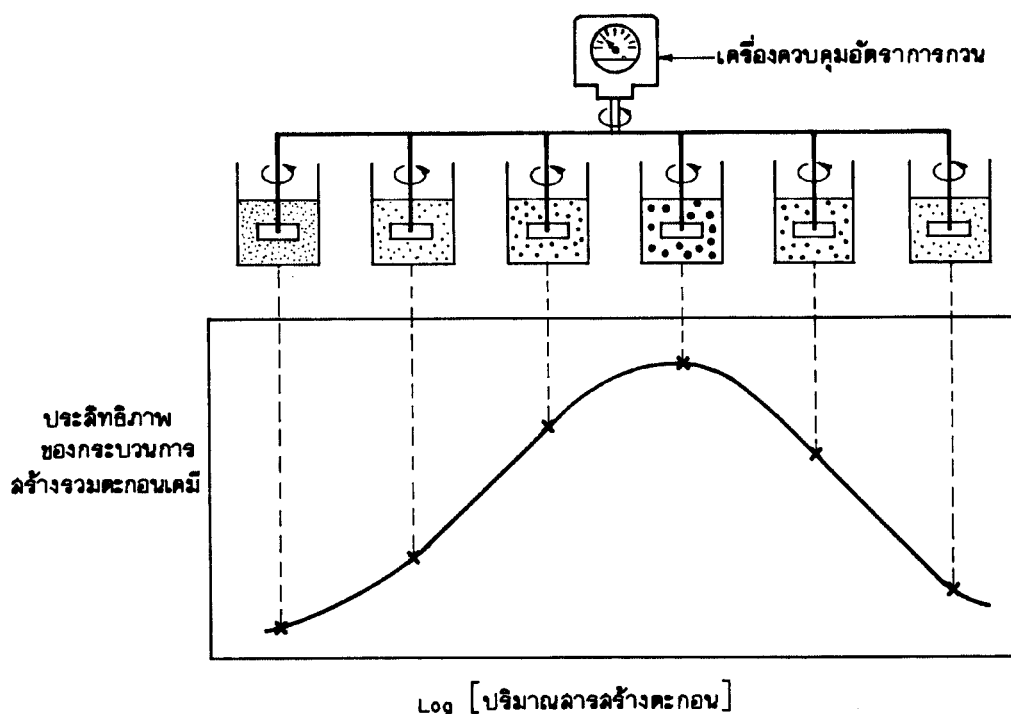 เครื่องควบคุมอัตราการกวน
ประสิทธิภาพ
ของกระบวนการ
สร้างรวมตะกอนเคมี
Log [ปริมาณสารสร้างตะกอน]